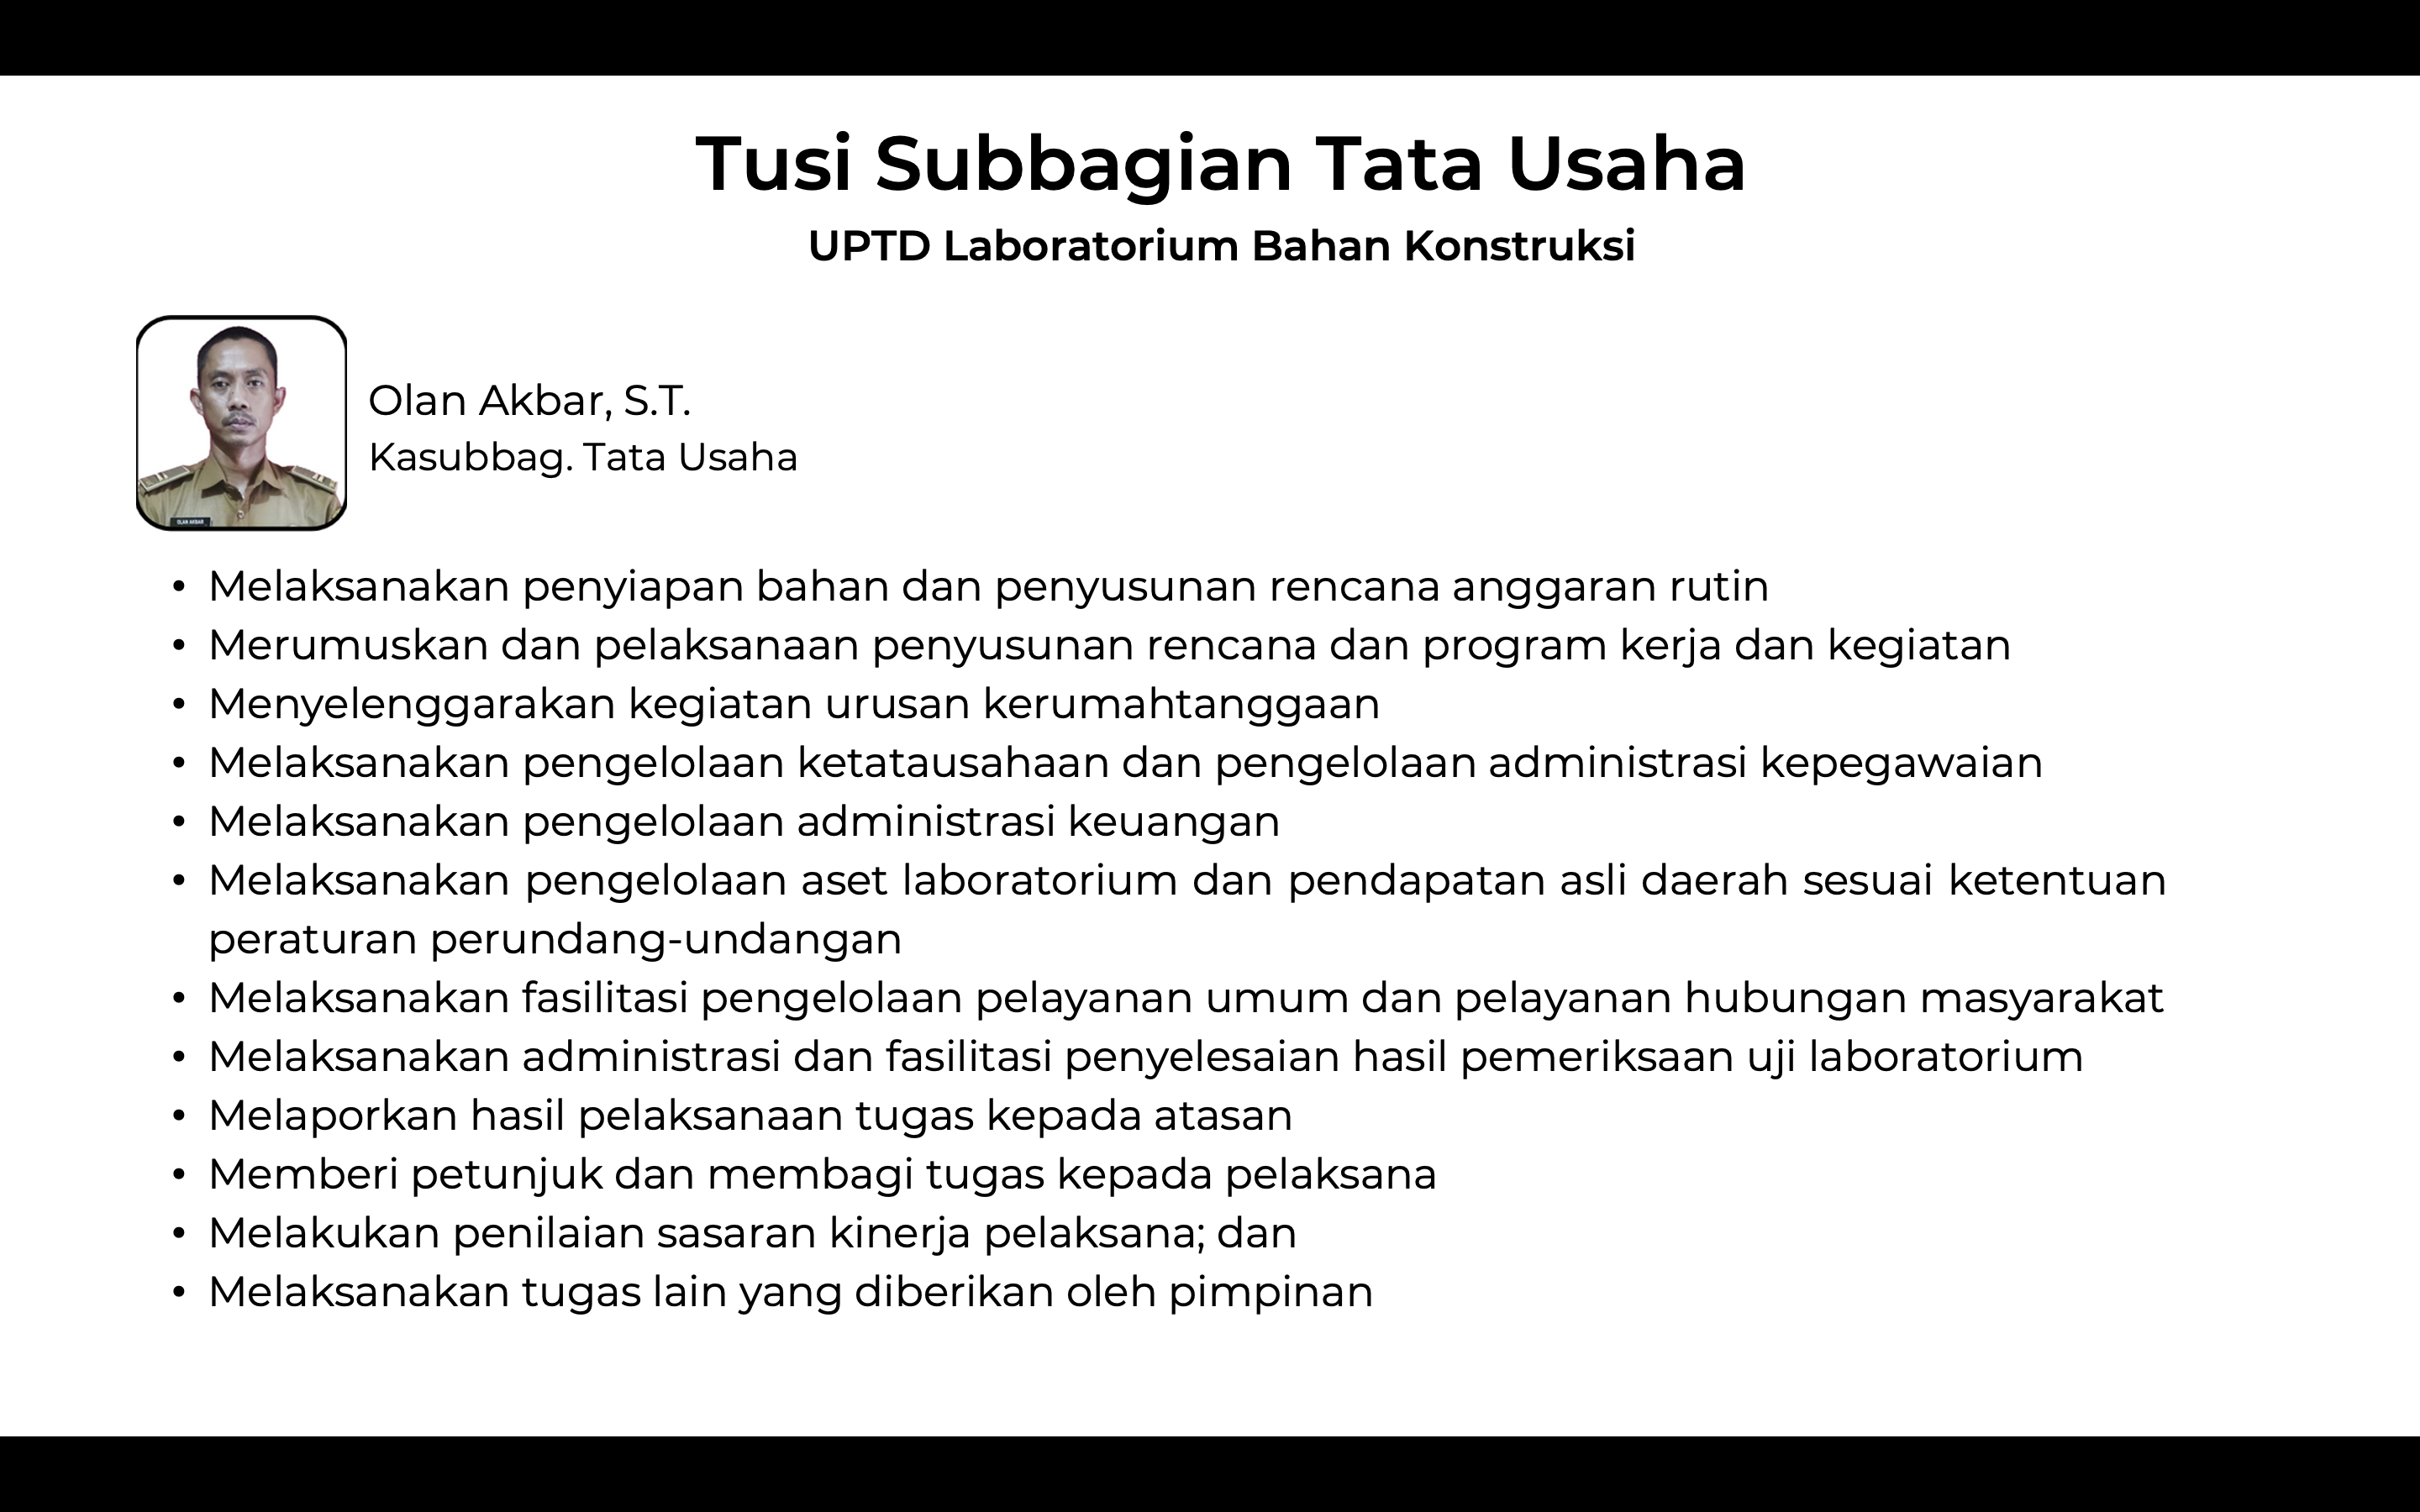 Tusi Subbagian Tata Usaha
UPTD Laboratorium Bahan Konstruksi
Olan Akbar, S.T.
Kasubbag. Tata Usaha
OLAN AKBAR
• Melaksanakan penyiapan bahan dan penyusunan rencana anggaran rutin
• Merumuskan dan pelaksanaan penyusunan rencana dan program kerja dan kegiatan
• Menyelenggarakan kegiatan urusan kerumahtanggaan
• Melaksanakan pengelolaan ketatausahaan dan pengelolaan administrasi kepegawaian
• Melaksanakan pengelolaan administrasi keuangan
• Melaksanakan pengelolaan aset laboratorium dan pendapatan asli daerah sesuai ketentuan
peraturan perundang-undangan
• Melaksanakan fasilitasi pengelolaan pelayanan umum dan pelayanan hubungan masyarakat
• Melaksanakan administrasi dan fasilitasi penyelesaian hasil pemeriksaan uji laboratorium
• Melaporkan hasil pelaksanaan tugas kepada atasan
• Memberi petunjuk dan membagi tugas kepada pelaksana
• Melakukan penilaian sasaran kinerja pelaksana; dan
• Melaksanakan tugas lain yang diberikan oleh pimpinan